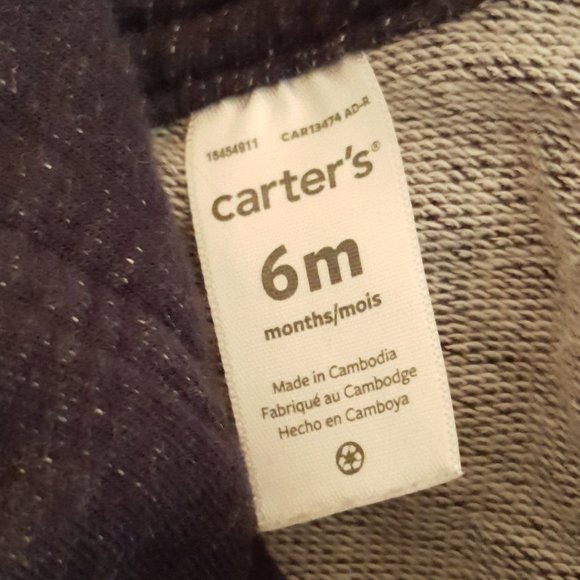 18454911 CAR13474 AD-R
carter's®
6m
months/mois
Made in Cambodia
Fabriqué au Cambodge
Hecho en Camboya